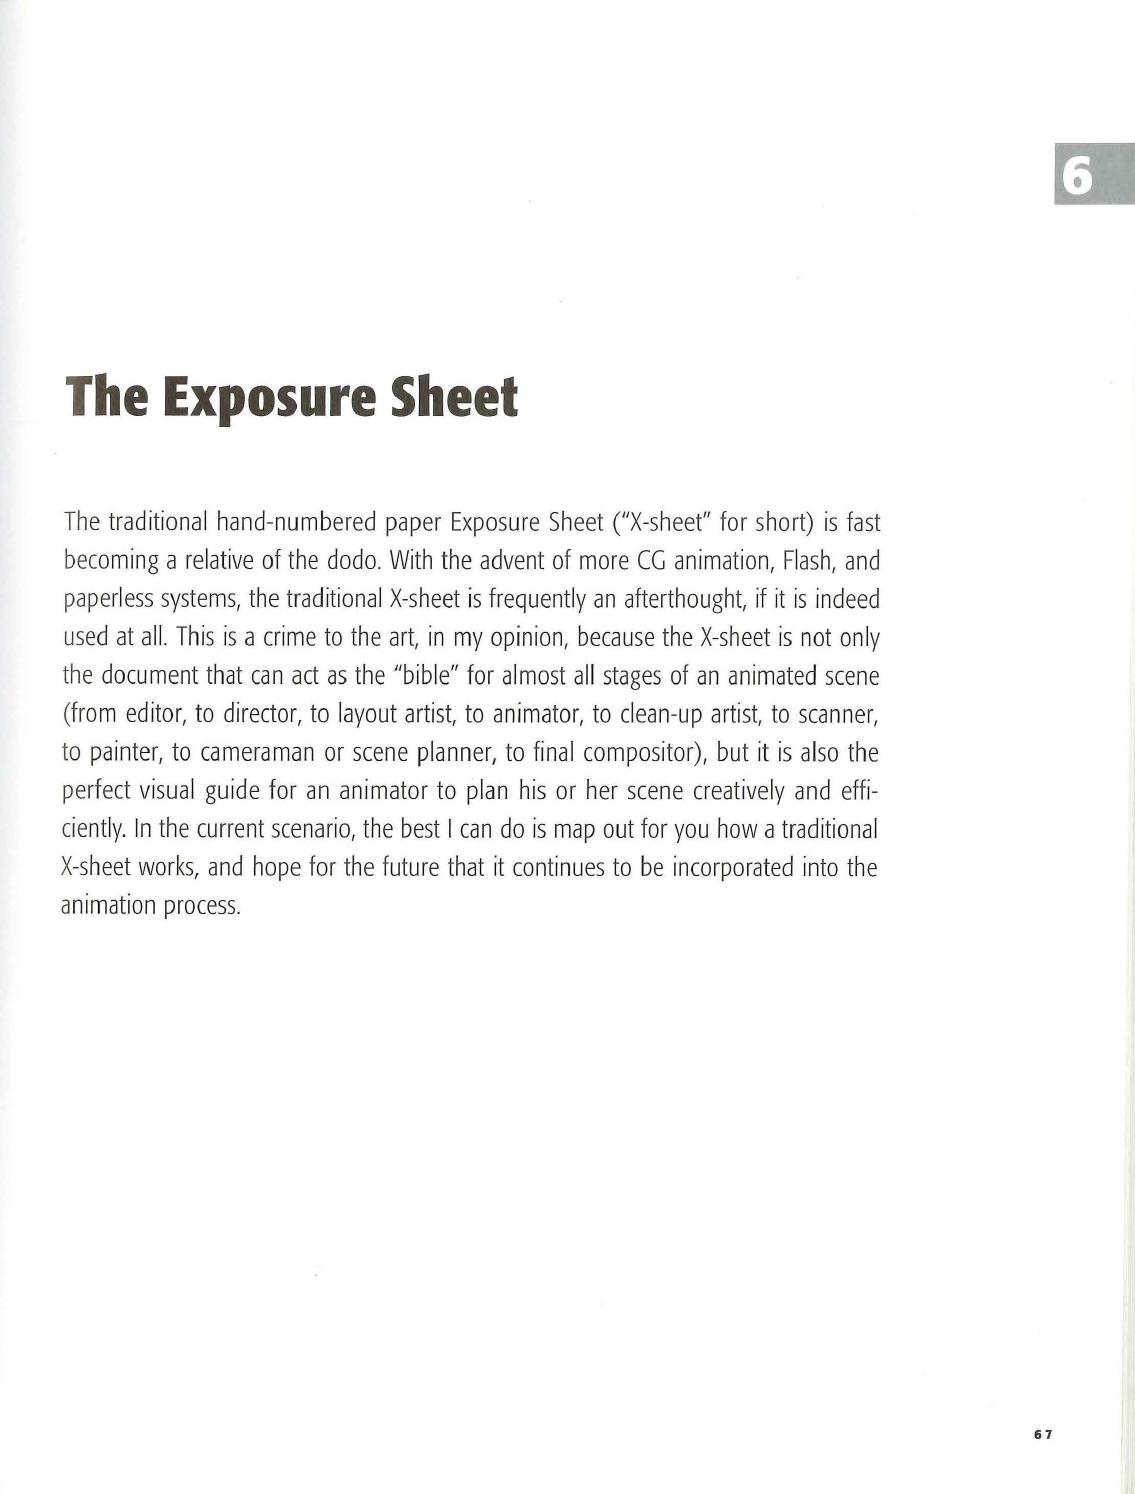 6
The Exposure Sheet
The traditional hand-numbered paper Exposure Sheet ("X-sheet" for short) is fast
becoming a relative of the dodo. With the advent of more CG animation, Flash, and
paperless systems, the traditional X-sheet is frequently an afterthought, if it is indeed
used at all. This is a crime to the art, in my opinion, because the X-sheet is not only
the document that can act as the "bible" for almost all stages of an animated scene
(from editor, to director, to layout artist, to animator, to clean-up artist, to scanner,
to painter, to cameraman or scene planner, to final compositor), but it is also the
perfect visual guide for an animator to plan his or her scene creatively and effi-
ciently. In the current scenario, the best I can do is map out for you how a traditional
X-sheet works, and hope for the future that it continues to be incorporated into the
animation process.
67